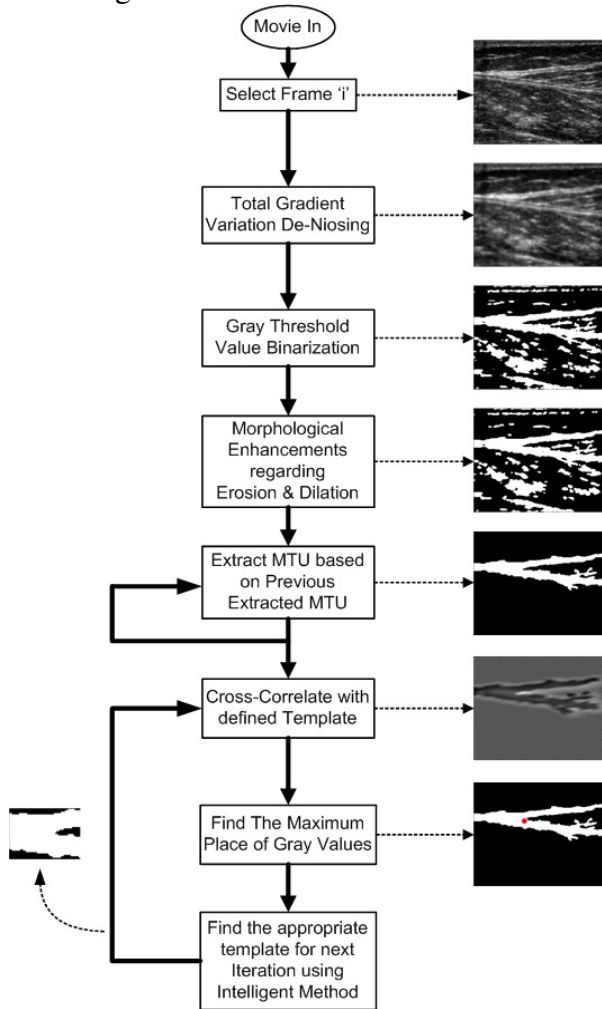 Movie In
Select Frame 'i'
Total Gradient
Variation De-Niosing
Gray Threshold
Value Binarization
Morphological
Enhancements
regarding
Erosion & Dilation
Extract MTU based
on Previous
Extracted MTU
Cross-Correlate with
defined Template
Find The Maximum
Place of Gray Values
Find the appropriate
template for next
Iteration using
Intelligent Method